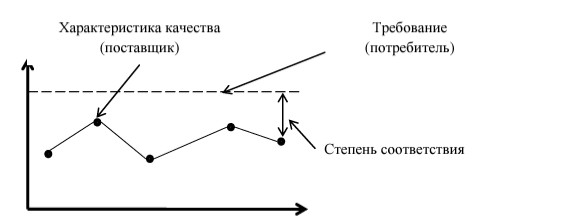 Характеристика качества
(поставщик)
Требование
(потребитель)
Степень соответствия